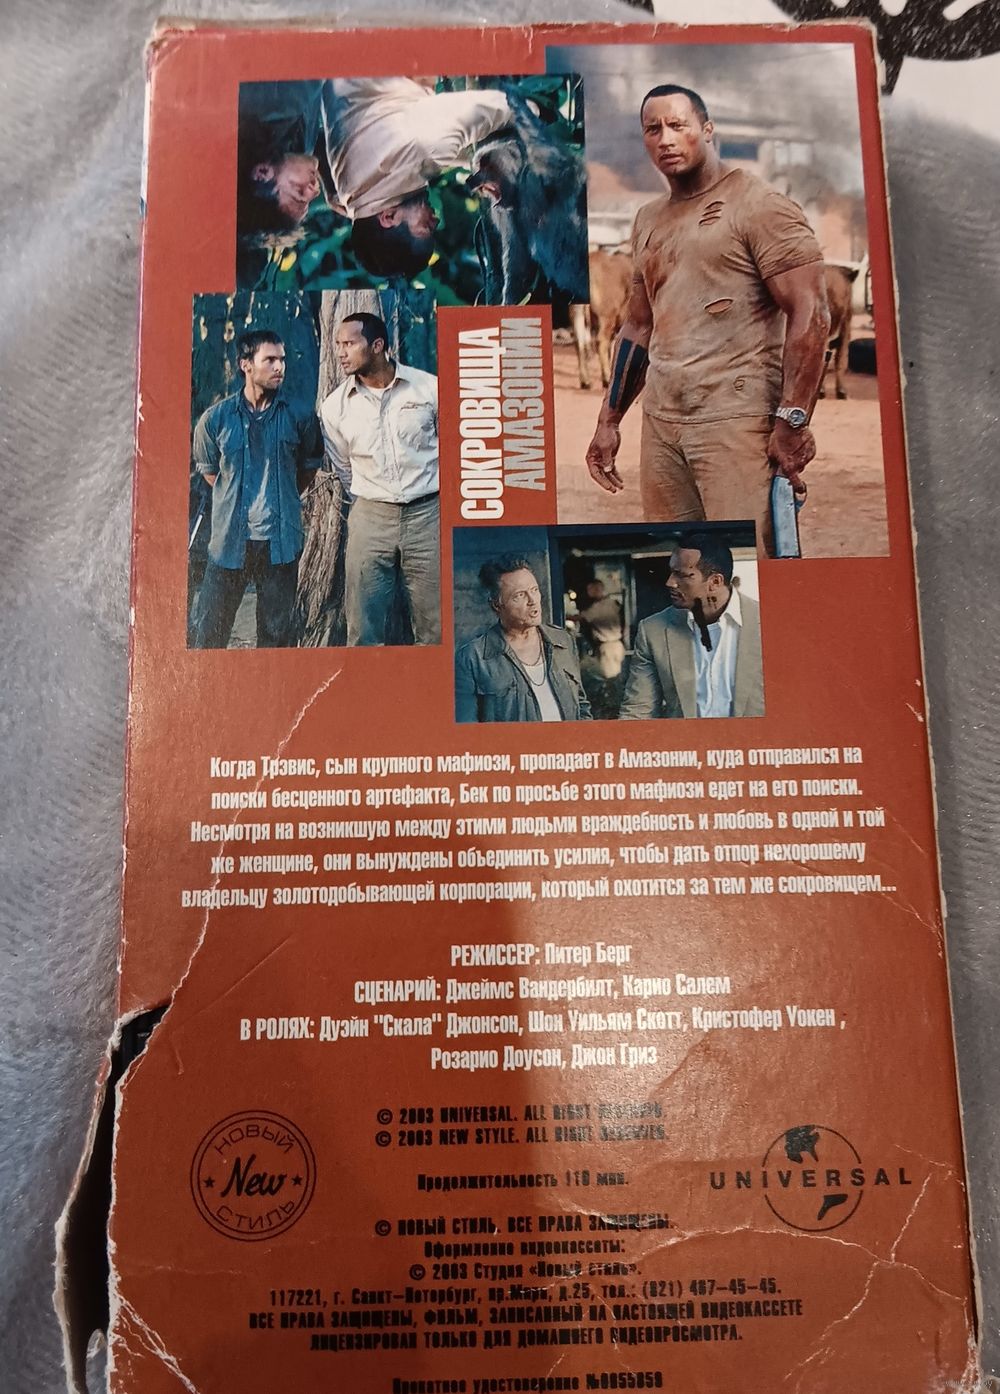 СОКРОВИЩА
АМАЗОНИИ
Когда Трэвис, сын крупного мафиози, пропадает в Амазонии, куда отправился на
поиски бесценного артефакта, Бек по просьбе этого мафиози едет на его поиски.
Несмотря на возникшую между этими людьми враждебность и любовь в одной и той
же женщине, они вынуждены объединить усилия, чтобы дать отпор нехорошему
владельцу золотодобывающей корпорации, который охотится за тем же сокровищем...
РЕЖИССЕР: Питер Берг
СЦЕНАРИЙ: Джеймс Вандербилт, Карио Салем
В РОЛЯХ: Дуэйн "Скала" Джонсон, Шон Уильям Скотт, Кристофер Уокен ,
Розарио Доусон, Джон Гриз
© 2003 UNIVERSAL. ALL RIGHT
© 2003 NEW STYLE. ALL RIGHT
Продолжительность 110 мин.
НОВЫЙ
New
СТИЛЬ
UNIVERSAL
© НОВЫЙ СТИЛЬ. ВСЕ ПРАВА ЗАЩИЩЕНЫ.
Оформление видеокассеты:
© 2003 Студия «Новый стиль».
117221, г. д.25, тел.: (821) 467-45-45.
ВСЕ ПРАВА ЗАЩИЩЕНЫ, ФИЛЬМ, ЗАПИСАННЫЙ НА НАСТОЯЩЕЙ ВИДЕОКАССЕТЕ
ЛИЦЕНЗИРОВАН ТОЛЬКО ДЛЯ ДОМАШНЕГО ВИДЕОПРОСМОТРА.
Прокатное удостоверение №0055050